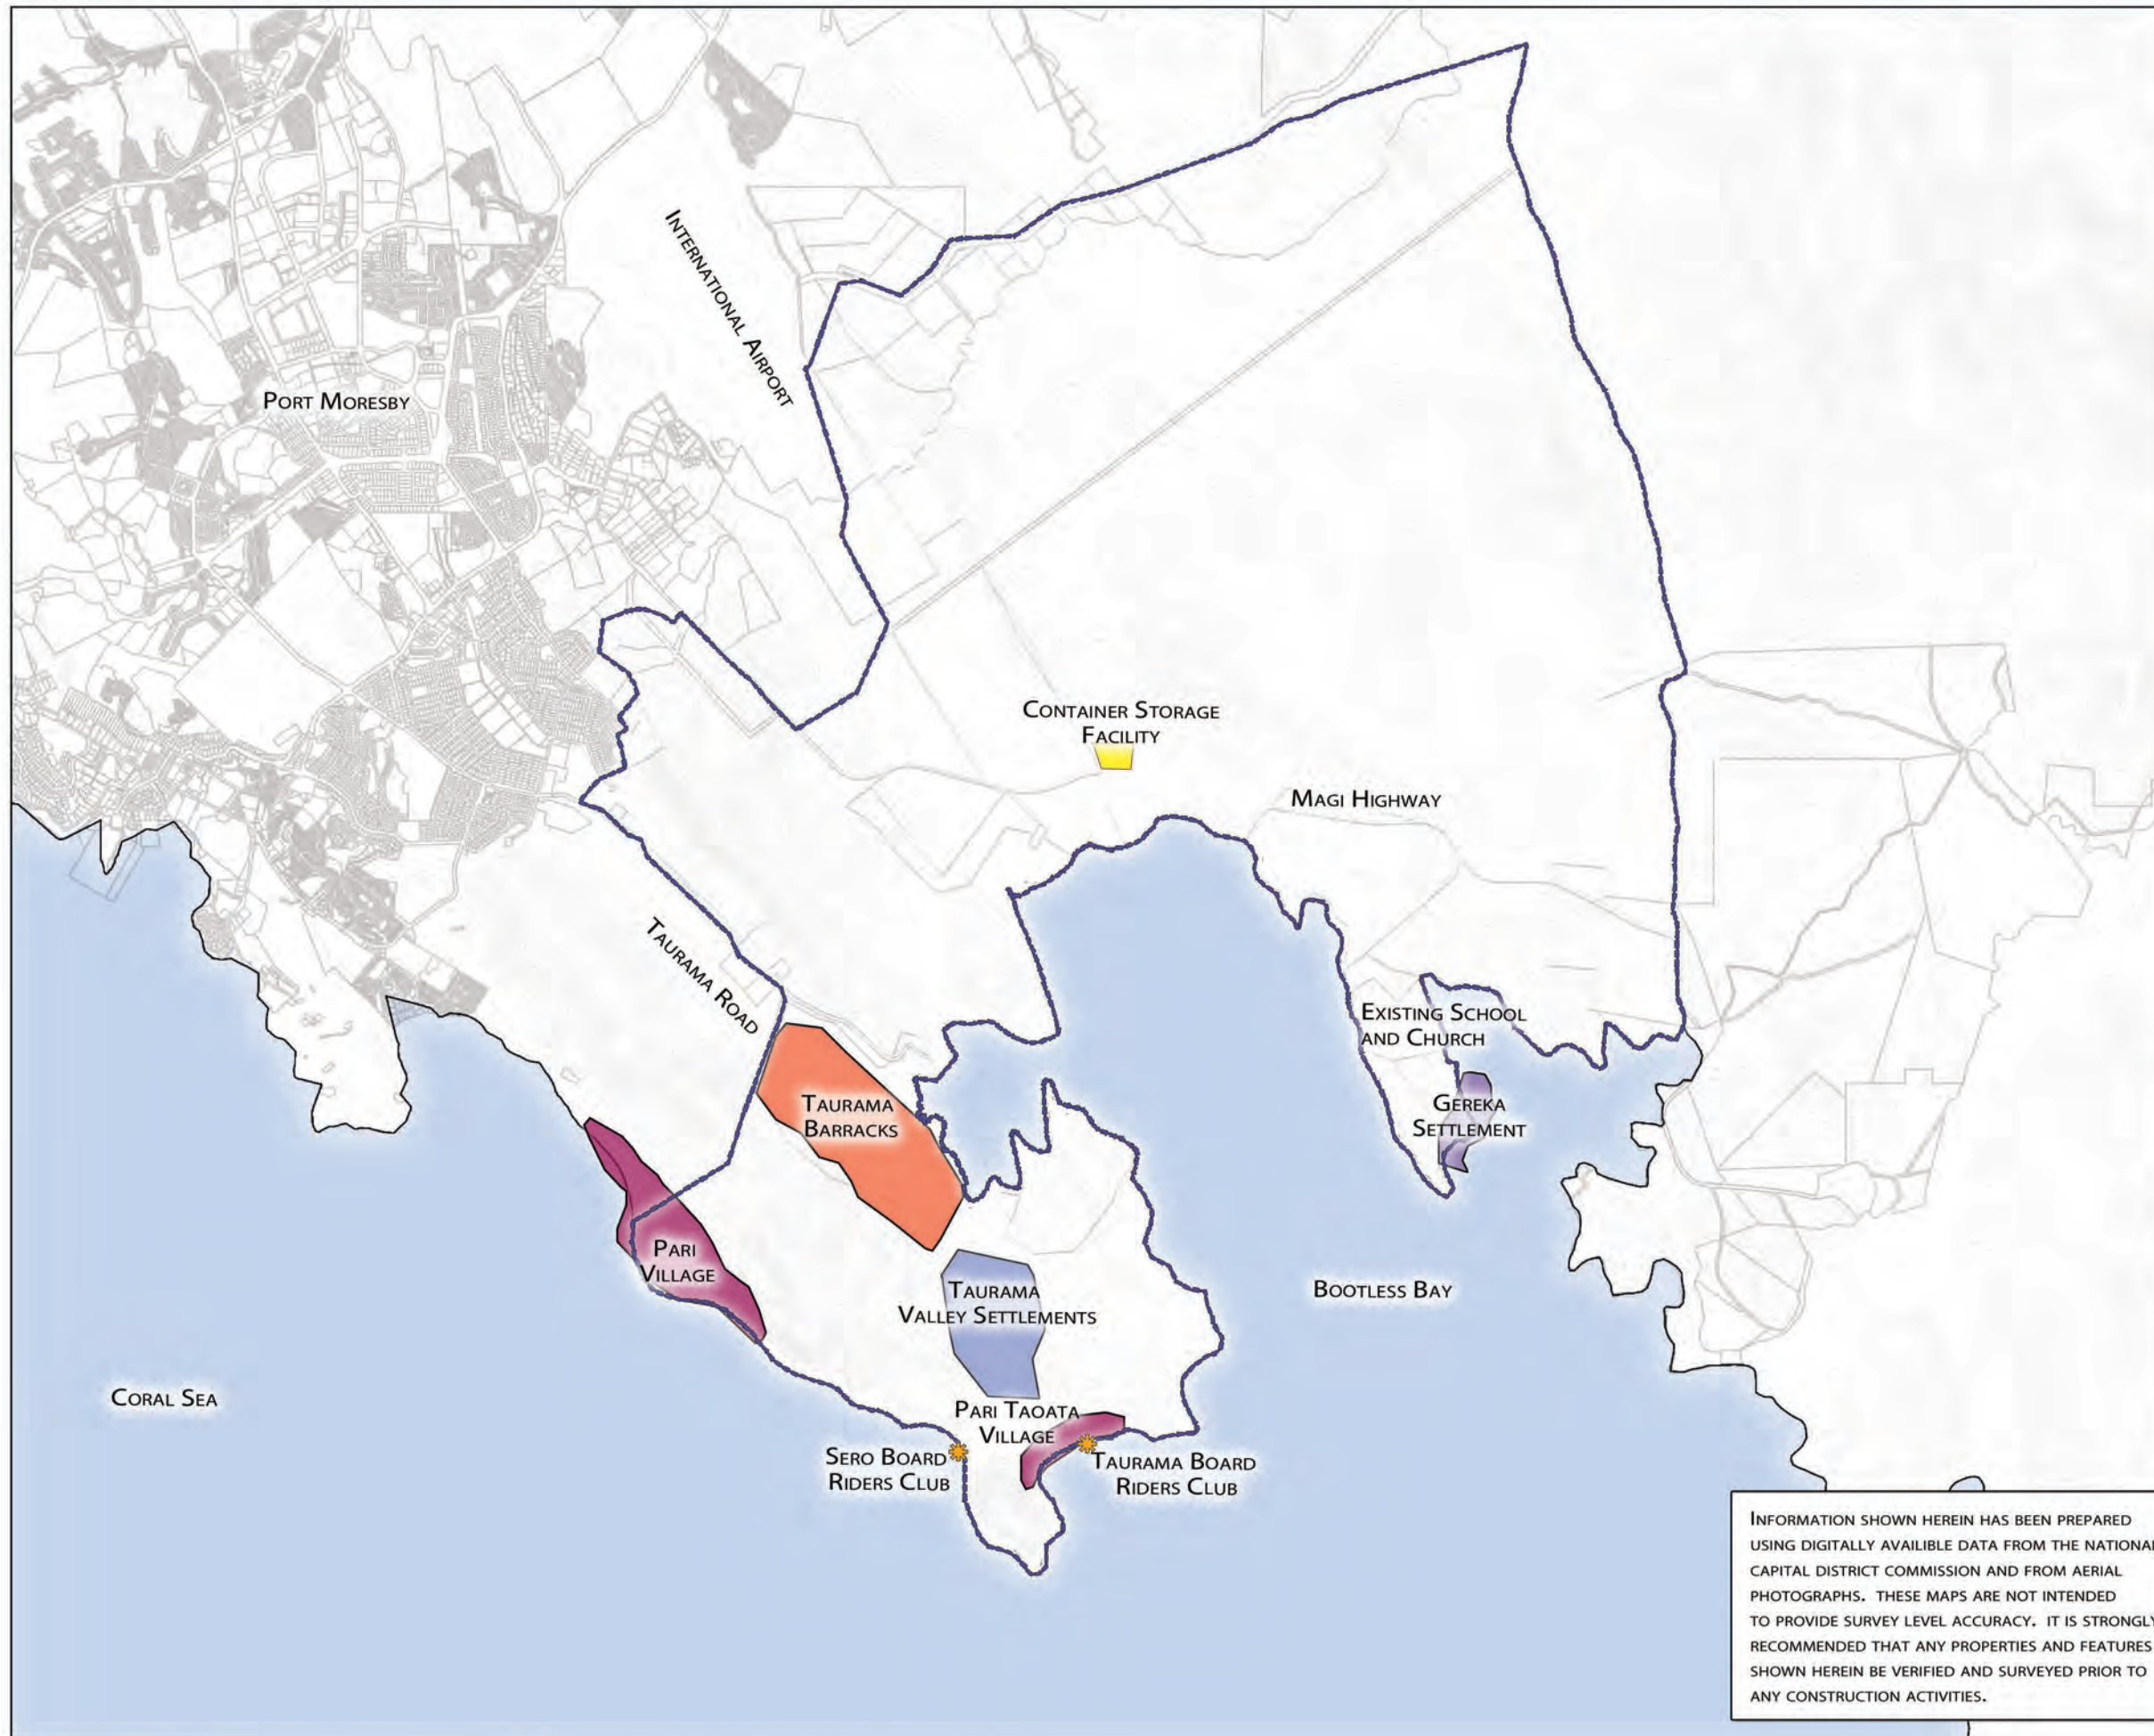 International Airport
Port Moresby
Container Storage
Facility
Magi Highway
Taurama Road
Existing School
and Church
Taurama
Barracks
Gereka
Settlement
Pari
Village
Taurama
Valley Settlements
Bootless Bay
Coral Sea
Pari Taoata
Village
Sero Board
Riders Club
Taurama Board
Riders Club
Information shown herein has been prepared
using digitally availible data from the National
Capital District Commission and from aerial
photographs. These maps are not intended
to provide survey level accuracy. It is strongly
recommended that any properties and features
shown herein be verified and surveyed prior to
any construction activities.